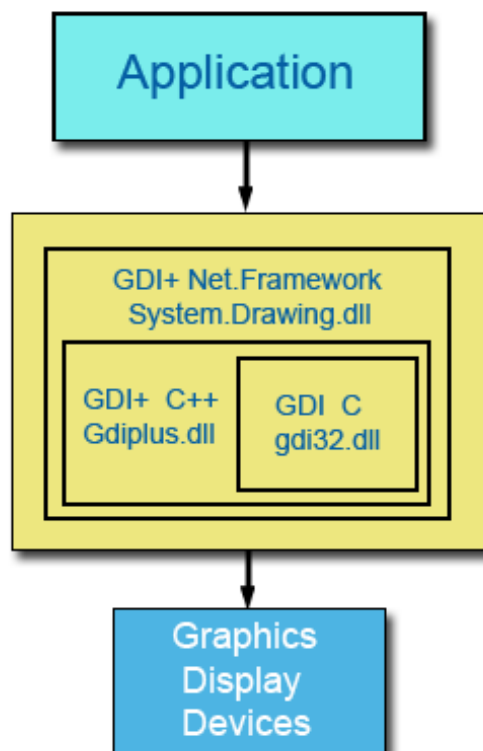 Application
GDI+ Net.Framework
System.Drawing.dll
GDI+ C++
Gdiplus.dll
GDI C
gdi32.dll
Graphics
Display
Devices